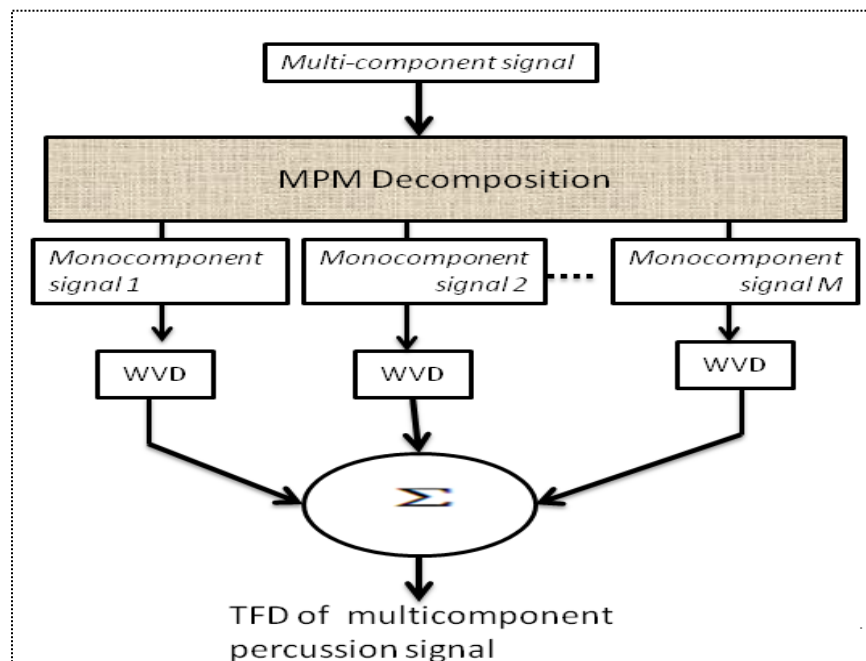 Multi-component signal
MPM Decomposition
Monocomponent
signal 1
Monocomponent
signal 2
Monocomponent
signal M
WVD
WVD
WVD
Σ
TFD of multicomponent
percussion signal